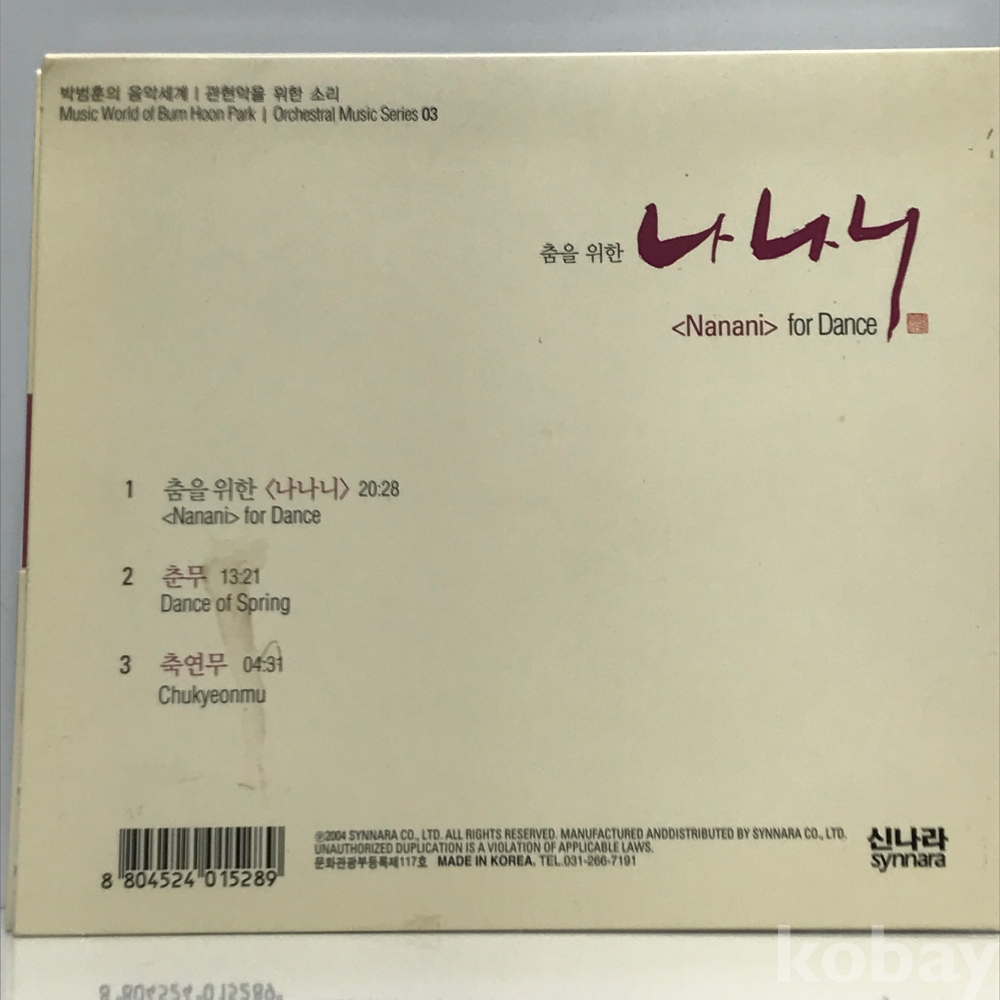 박범훈의 음악세계 | 관현악을 위한 소리
Music World of Bum Hoon Park | Orchestral Music Series 03
춤을 위한 나나니
<Nanani> for Dance
1 춤을 위한 <나나니> 20:28
<Nanani> for Dance
2 춘무 13:21
Dance of Spring
3 축연무 04:31
Chukyeonmu
8 804524 015289
℗2004 SYNNARA CO., LTD. ALL RIGHTS RESERVED. MANUFACTURED ANDDISTRIBUTED BY SYNNARA CO., LTD.
UNAUTHORIZED DUPLICATION IS A VIOLATION OF APPLICABLE LAWS.
문화관광부등록제117호 MADE IN KOREA. TEL.031-266-7191
신나라
synnara
kobay